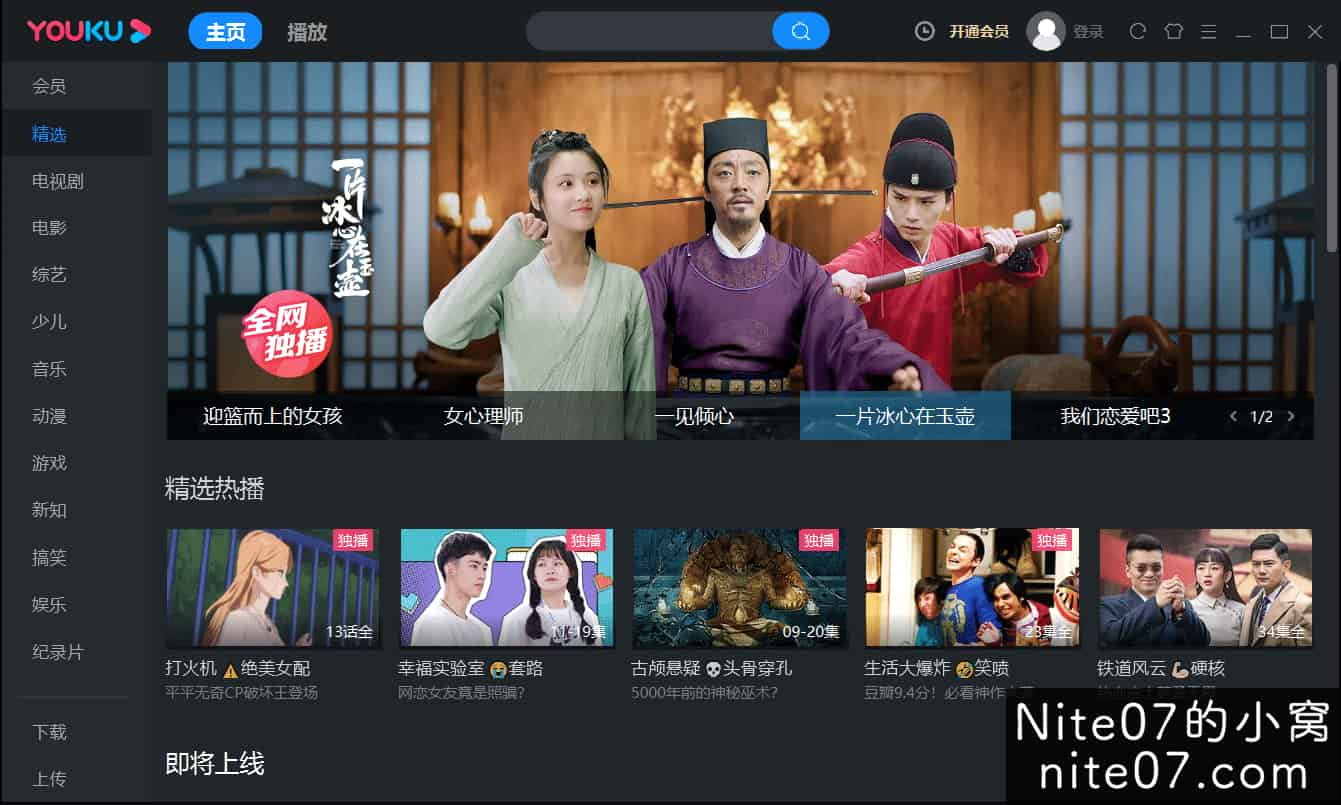 YOUKU
主页
播放
开通会员
登录
会员
精选
电视剧
电影
综艺
少儿
音乐
动漫
游戏
新知
搞笑
娱乐
纪录片
下载
上传
一片冰心在玉壶
全网
独播
迎篮而上的女孩
女心理师
一见倾心
一片冰心在玉壶
我们恋爱吧3
1/2
精选热播
独播
13话全
打火机 ⚠绝美女配
平平无奇CP破坏王登场
独播
11-19集
幸福实验室 😭套路
网恋女友竟是照骗?
独播
09-20集
古颅悬疑 💀头骨穿孔
5000年前的神秘巫术?
独播
23集全
生活大爆炸 🤣笑喷
豆瓣9.4分！必看神作
34集全
铁道风云 💪硬核
即将上线
Nite07的小窝
nite07.com